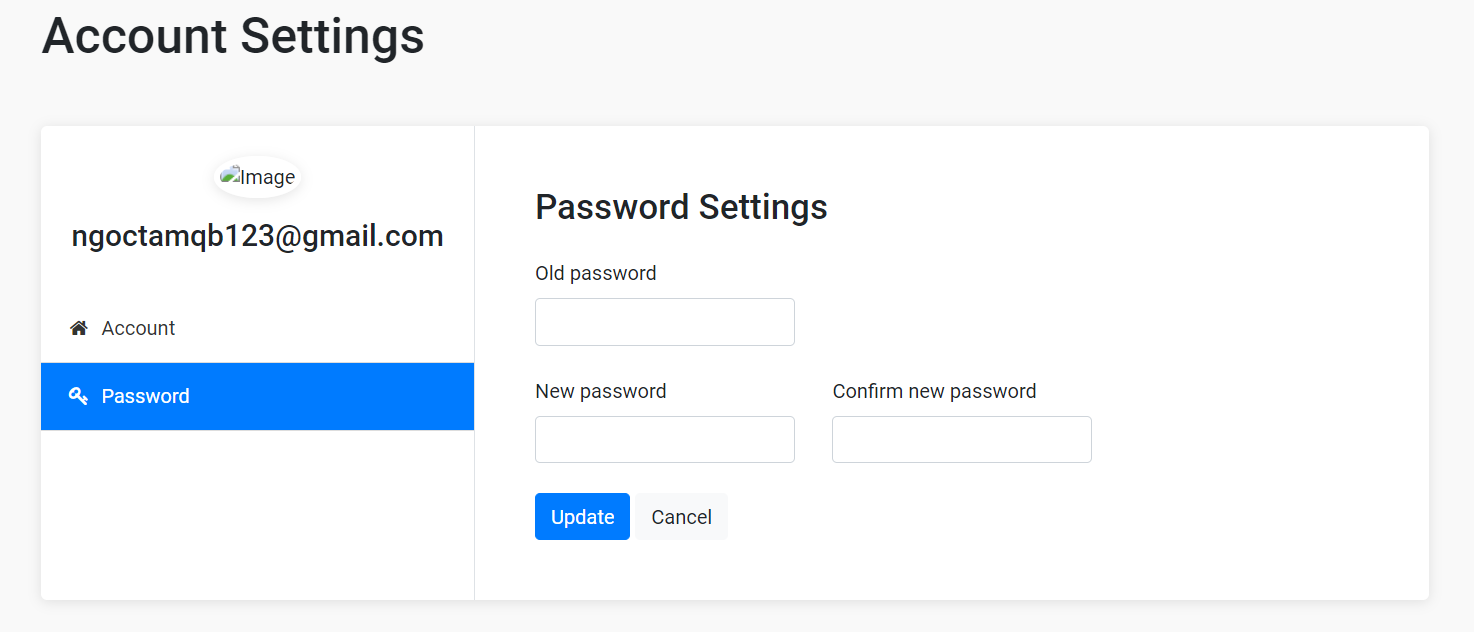 Account Settings
Image
ngoctamqb123@gmail.com
Account
Password
Password Settings
Old password
New password
Confirm new password
Update
Cancel